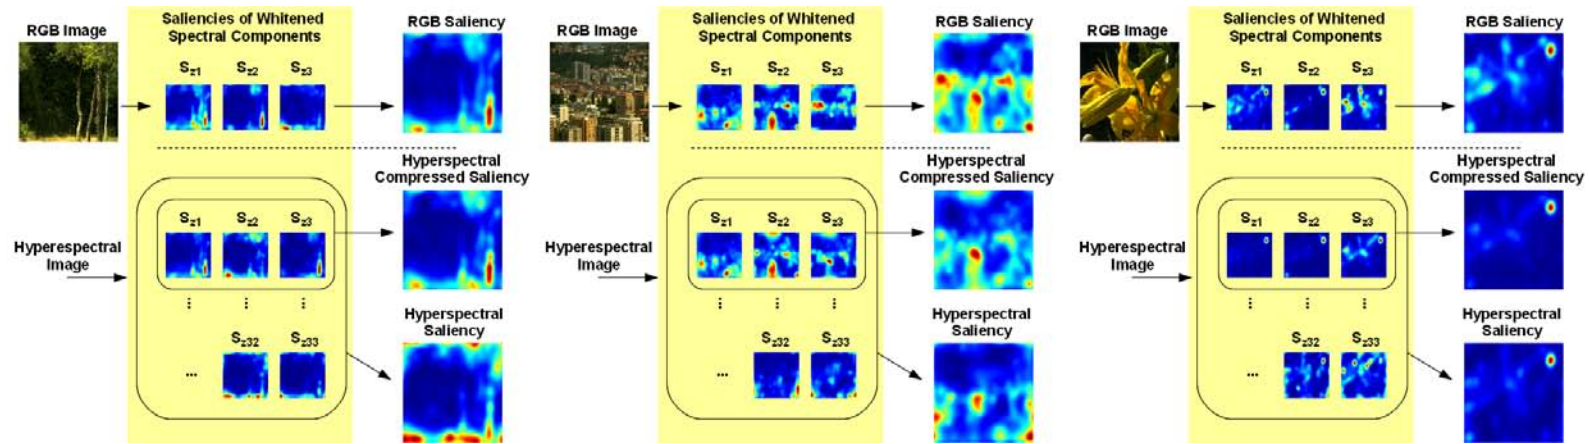 RGB Image
Saliencies of Whitened
Spectral Components
RGB Saliency
Sz1 Sz2 Sz3
Hyperspectral
Compressed Saliency
Sz1 Sz2 Sz3
Hyperespectral
Image
⋮ ⋮ ⋮
Hyperspectral
Saliency
Sz32 Sz33
...
RGB Image
Saliencies of Whitened
Spectral Components
RGB Saliency
Sz1 Sz2 Sz3
Hyperspectral
Compressed Saliency
Sz1 Sz2 Sz3
Hyperespectral
Image
⋮ ⋮ ⋮
Hyperspectral
Saliency
Sz32 Sz33
...
RGB Image
Saliencies of Whitened
Spectral Components
RGB Saliency
Sz1 Sz2 Sz3
Hyperspectral
Compressed Saliency
Sz1 Sz2 Sz3
Hyperespectral
Image
⋮ ⋮ ⋮
Hyperspectral
Saliency
Sz32 Sz33
...